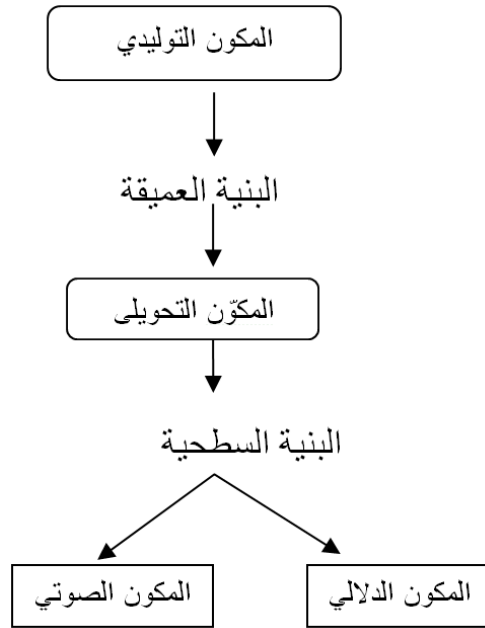 المكون التوليدي
البنية العميقة
المكوّن التحويلى
البنية السطحية
المكون الدلالي
المكون الصوتي